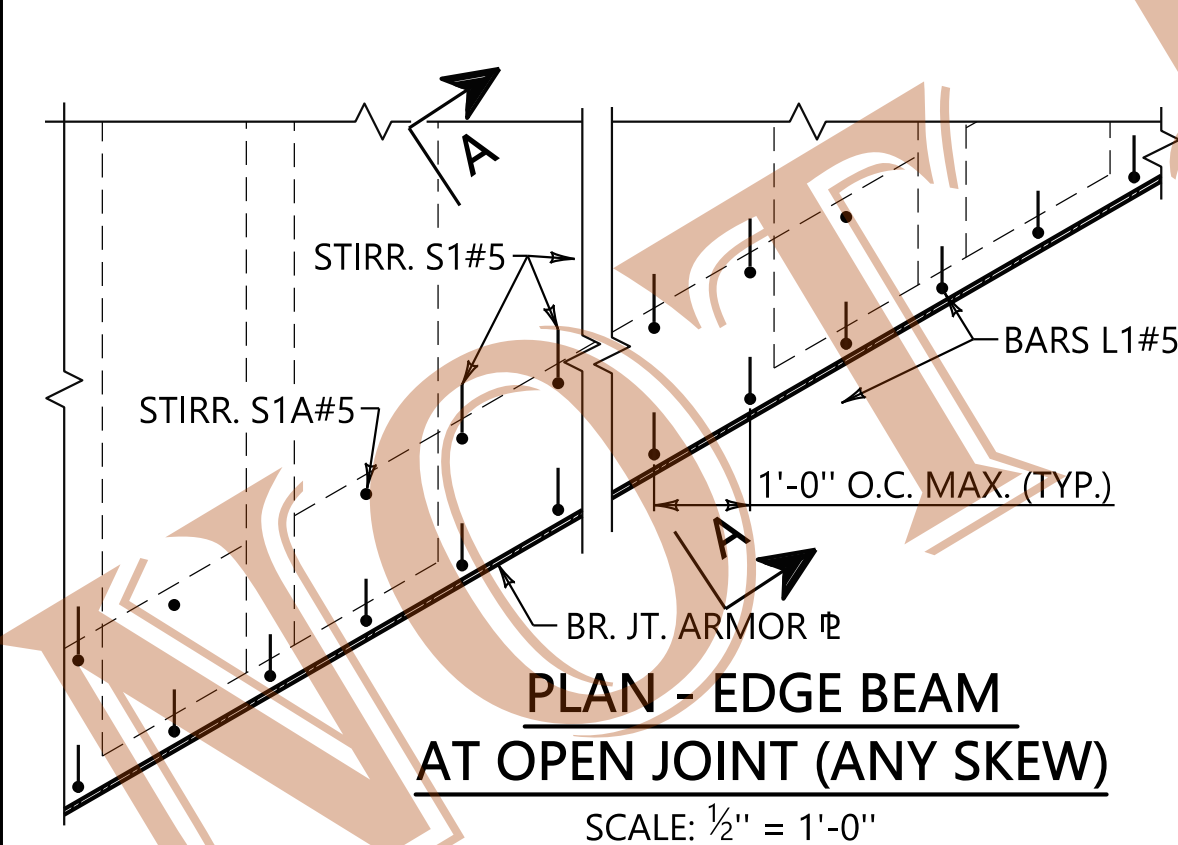 A
STIRR. S1#5
BARS L1#5
STIRR. S1A#5
1'-0" O.C. MAX. (TYP.)
A
BR. JT. ARMOR ⅊
PLAN - EDGE BEAM
AT OPEN JOINT (ANY SKEW)
SCALE: ½" = 1'-0"
NOT